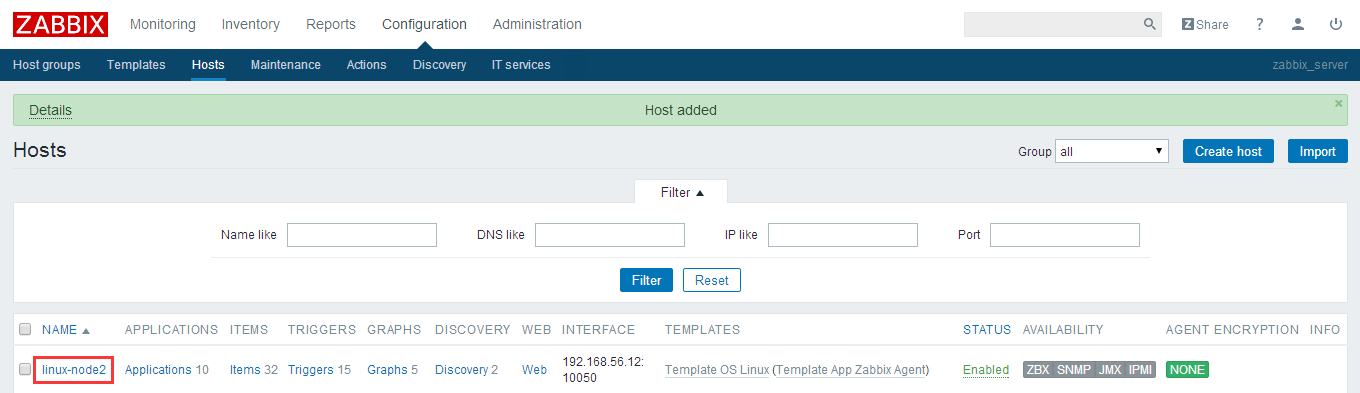 ZABBIX Monitoring Inventory Reports Configuration Administration Share ?
Host groups Templates Hosts Maintenance Actions Discovery IT services zabbix_server
Details Host added ×
Hosts Group all Create host Import
Filter
Name like DNS like IP like Port
Filter Reset
NAME APPLICATIONS ITEMS TRIGGERS GRAPHS DISCOVERY WEB INTERFACE TEMPLATES STATUS AVAILABILITY AGENT ENCRYPTION INFO
linux-node2 Applications 10 Items 32 Triggers 15 Graphs 5 Discovery 2 Web 192.168.56.12: Template OS Linux (Template App Zabbix Agent) Enabled ZBX SNMP JMX IPMI NONE
10050